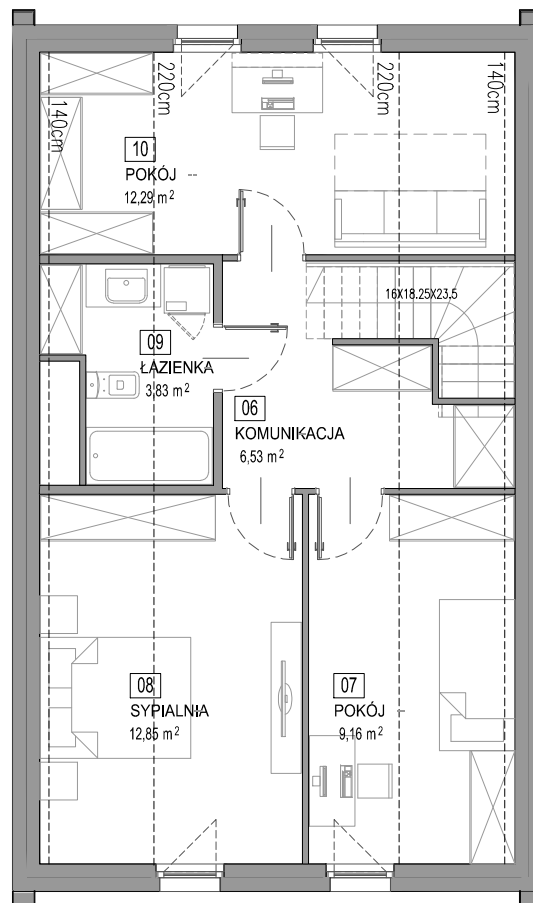 220cm
220cm
140cm
140cm
10
POKÓJ
12,29 m²
16X18.25X23.5
09
ŁAZIENKA
3,83 m²
06
KOMUNIKACJA
6,53 m²
08
SYPIALNIA
12,85 m²
07
POKÓJ
9,16 m²